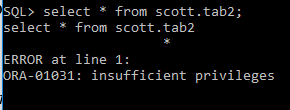 SQL> select * from scott.tab2;
select * from scott.tab2
*
ERROR at line 1:
ORA-01031: insufficient privileges